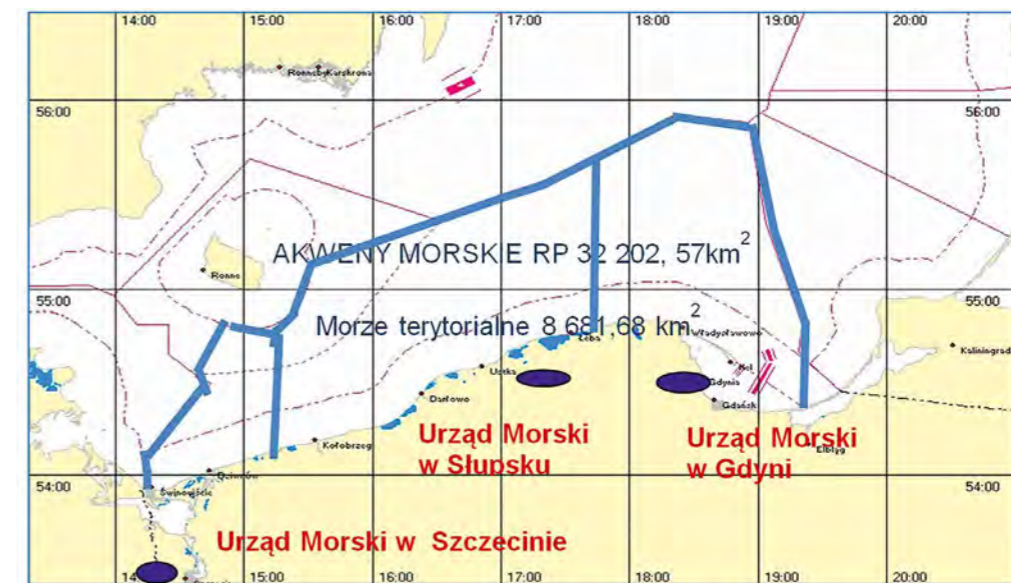 14:00 15:00 16:00 17:00 18:00 19:00 20:00
Ronneby Karlskrona
56:00 56:00
AKWENY MORSKIE RP 32 202, 57km²
Ronne
55:00 55:00
Morze terytorialne 8 681,68 km²
Władysławowo
Łeba
Kaliningrad
Hel
Ustka
Gdynia
Darłowo
Gdańsk
Urząd Morski
w Słupsku
Urząd Morski
w Gdyni
Kołobrzeg
Elbląg
54:00 54:00
Świnoujście
Urząd Morski w Szczecinie
15:00 16:00 17:00 18:00 19:00 20:00